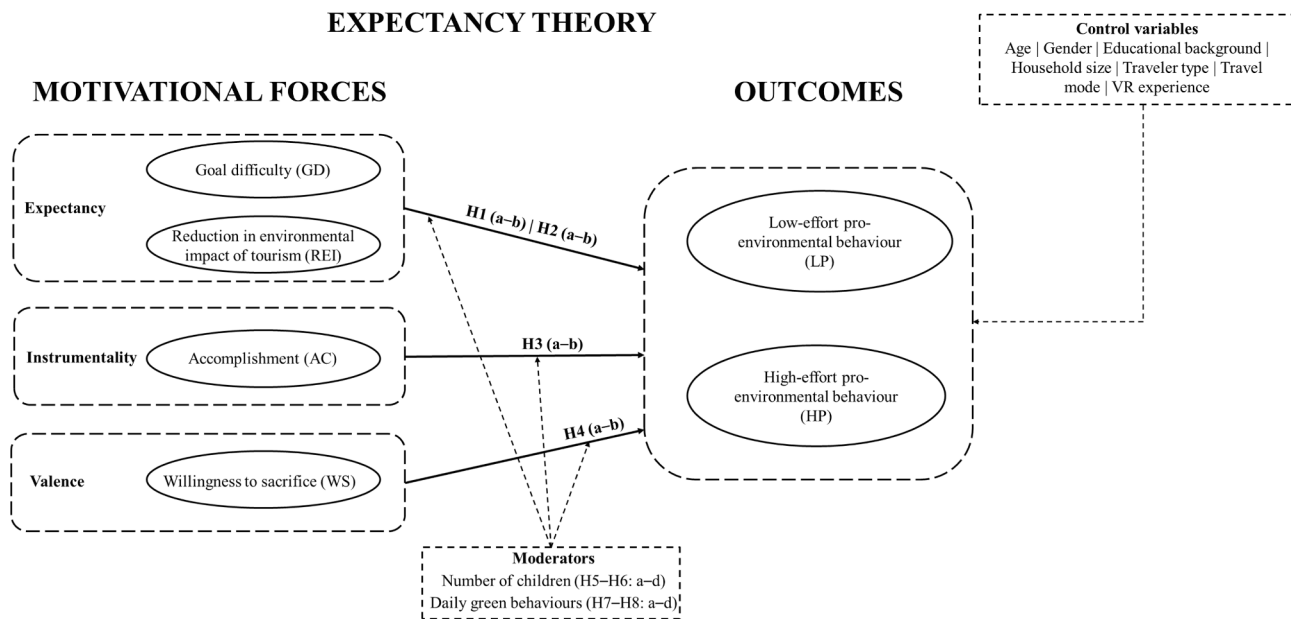 EXPECTANCY THEORY
Control variables
Age | Gender | Educational background |
Household size | Traveler type | Travel
mode | VR experience
MOTIVATIONAL FORCES
OUTCOMES
Expectancy
Goal difficulty (GD)
Reduction in environmental
impact of tourism (REI)
H1 (a–b) | H2 (a–b)
Low-effort pro-
environmental behaviour
(LP)
Instrumentality
Accomplishment (AC)
H3 (a–b)
High-effort pro-
environmental behaviour
(HP)
Valence
Willingness to sacrifice (WS)
H4 (a–b)
Moderators
Number of children (H5–H6: a–d)
Daily green behaviours (H7–H8: a–d)